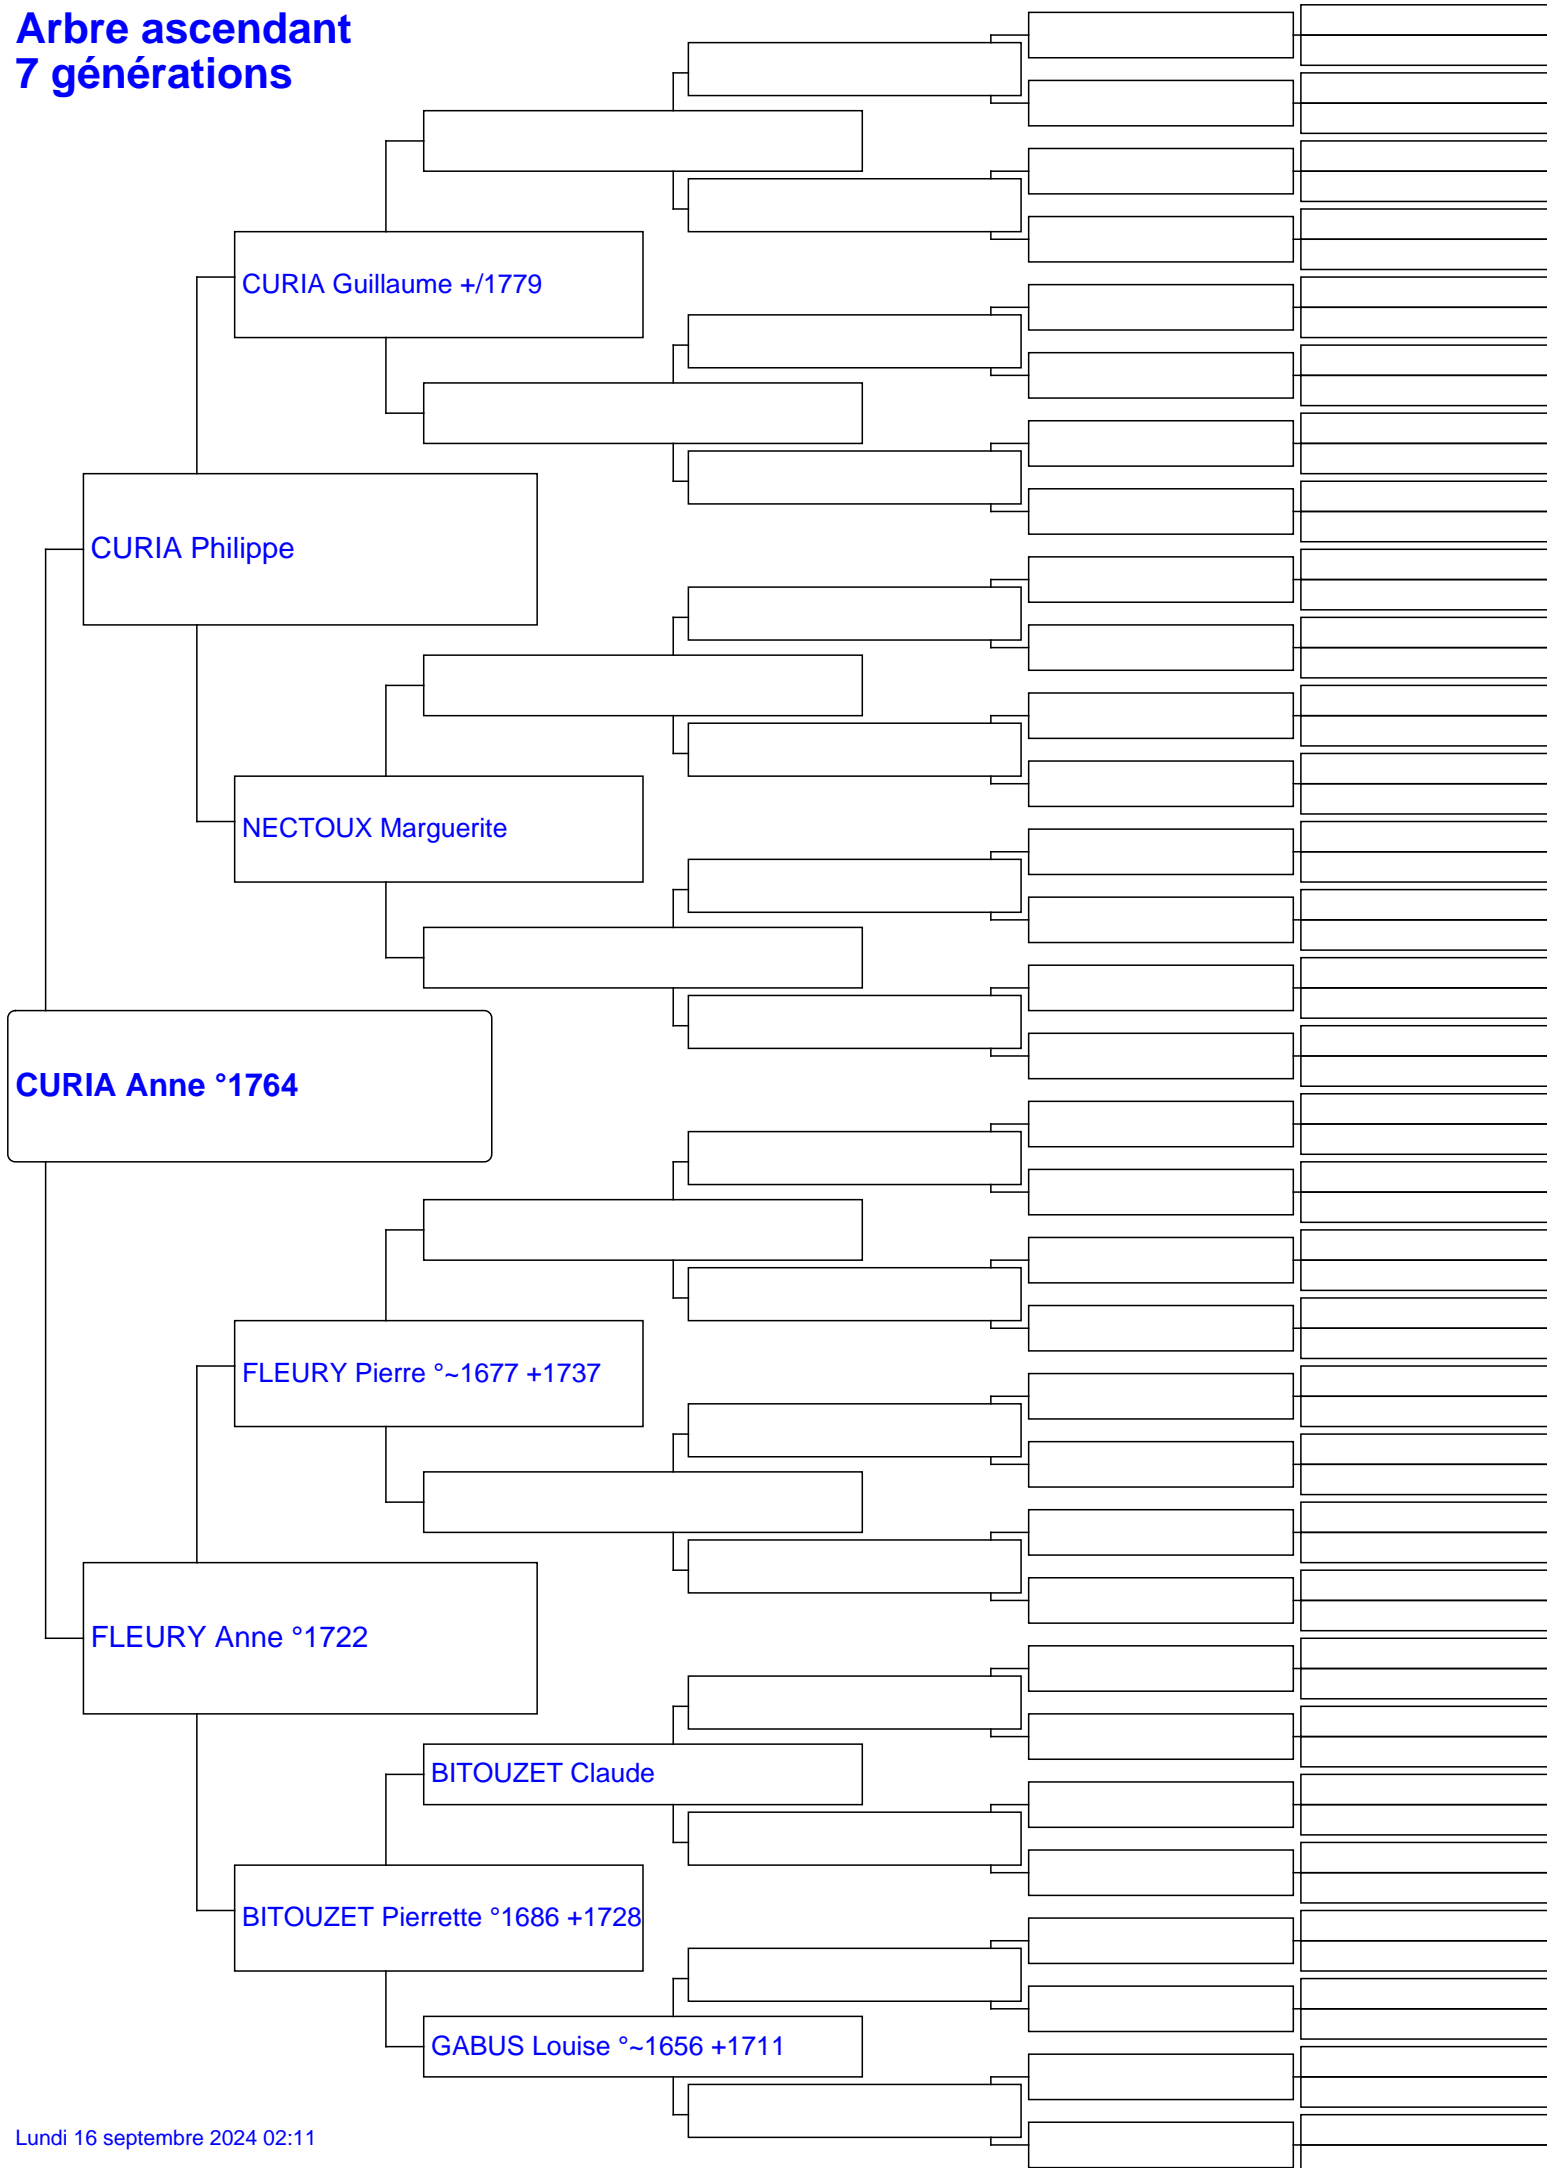 Arbre ascendant
7 générations
CURIA Guillaume +/1779
CURIA Philippe
NECTOUX Marguerite
CURIA Anne °1764
FLEURY Pierre °~1677 +1737
FLEURY Anne °1722
BITOUZET Claude
BITOUZET Pierrette °1686 +1728
GABUS Louise °~1656 +1711
Lundi 16 septembre 2024 02:11